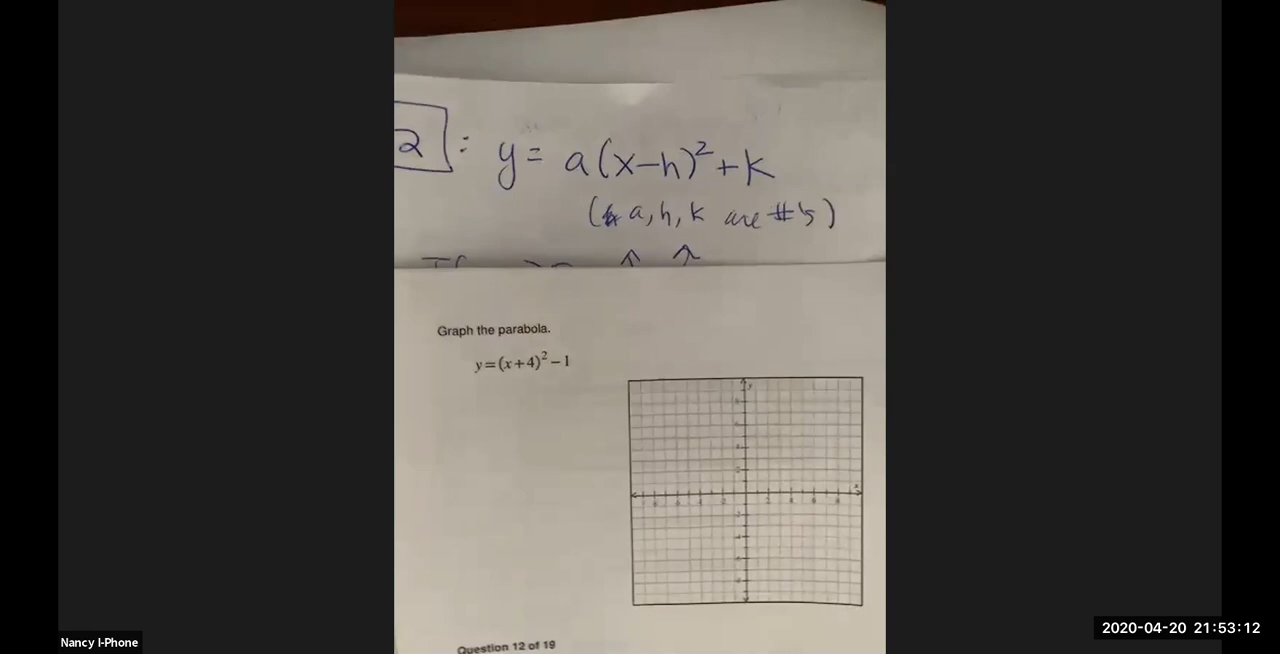 2 : y = a(x-h)² + k
(a, h, k are #'s)
Graph the parabola.
y = (x+4)² − 1
y
x
Question 12 of 19
Nancy I-Phone
2020-04-20 21:53:12